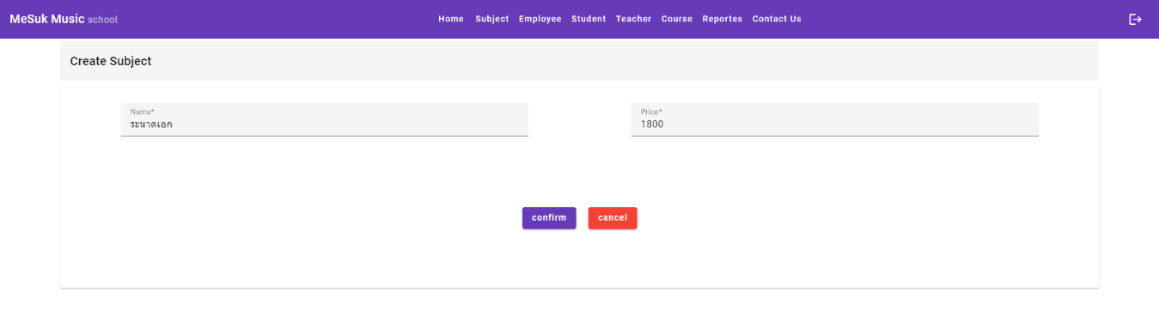 MeSuk Music school
Home Subject Employee Student Teacher Course Reportes Contact Us
Create Subject
Name* Price*
ระนาดเอก 1800
confirm cancel